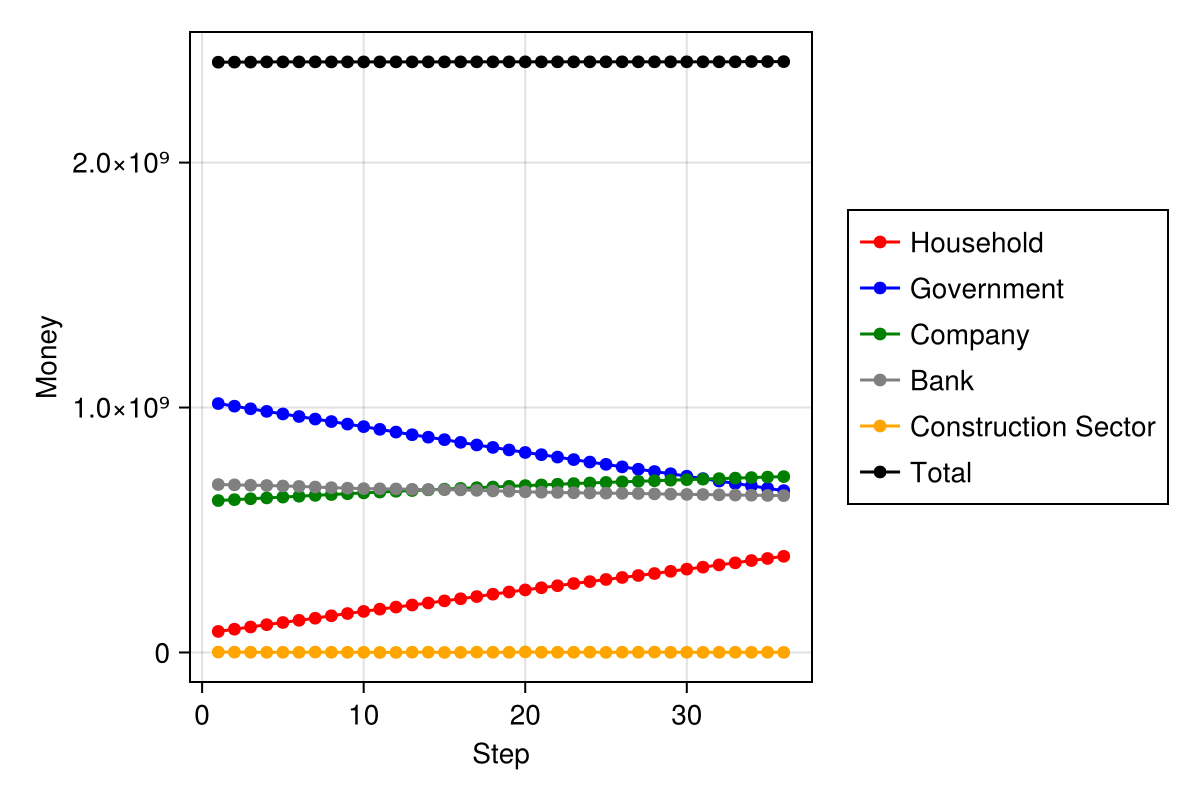 2.0×10⁹
1.0×10⁹
0
Money
0 10 20 30
Step
Household
Government
Company
Bank
Construction Sector
Total